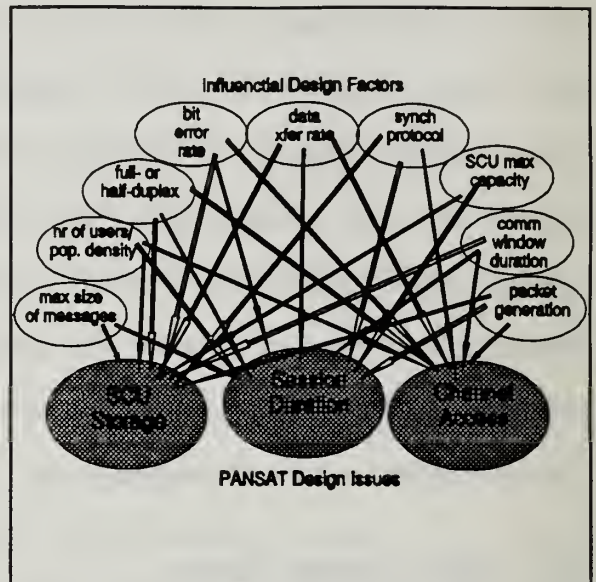 Influenctial Design Factors
bit
error
rate
data
xfer rate
synch
protocol
full- or
half-duplex
SCU max
capacity
nr of users/
pop. density
comm
window
duration
max size
of messages
packet
generation
SCU
Storage
Session
Duration
Channel
Access
PANSAT Design Issues